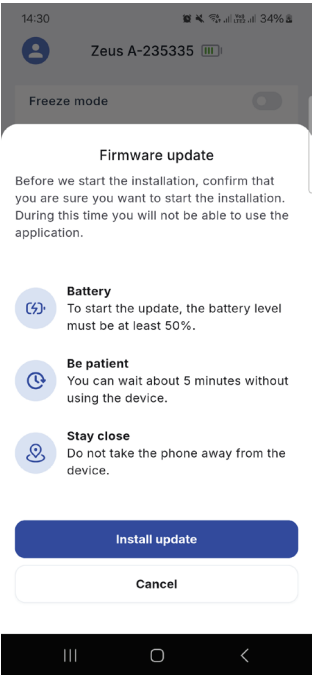 14:30
34%
Zeus A-235335
Freeze mode
Firmware update
Before we start the installation, confirm that
you are sure you want to start the installation.
During this time you will not be able to use the
application.
Battery
To start the update, the battery level
must be at least 50%.
Be patient
You can wait about 5 minutes without
using the device.
Stay close
Do not take the phone away from the
device.
Install update
Cancel